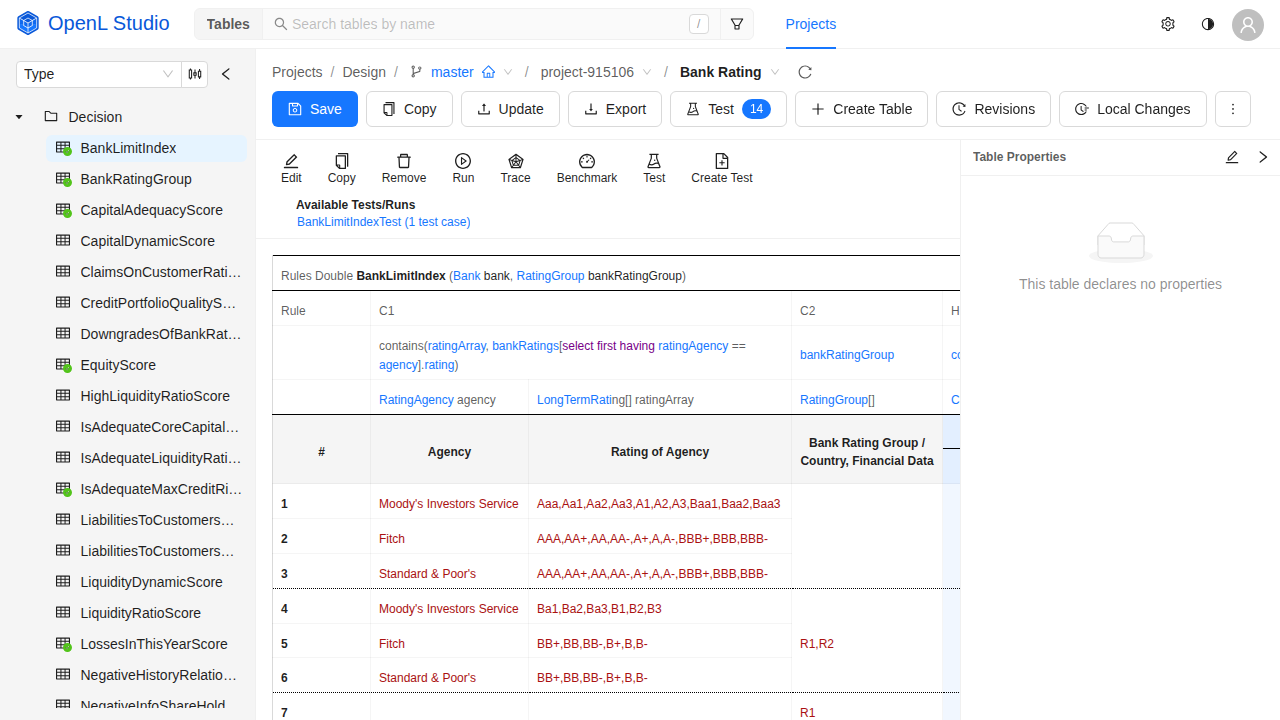 OpenL Studio
Tables
Search tables by name
/
Projects
Type
Projects / Design / master / project-915106 / Bank Rating
Save
Copy
Update
Export
Test 14
Create Table
Revisions
Local Changes
Decision
BankLimitIndex
BankRatingGroup
CapitalAdequacyScore
CapitalDynamicScore
ClaimsOnCustomerRati…
CreditPortfolioQualityS…
DowngradesOfBankRat…
EquityScore
HighLiquidityRatioScore
IsAdequateCoreCapital…
IsAdequateLiquidityRati…
IsAdequateMaxCreditRi…
LiabilitiesToCustomers…
LiabilitiesToCustomers…
LiquidityDynamicScore
LiquidityRatioScore
LossesInThisYearScore
NegativeHistoryRelatio…
NegativeInfoShareHold
Edit
Copy
Remove
Run
Trace
Benchmark
Test
Create Test
Available Tests/Runs
BankLimitIndexTest (1 test case)
Rules Double BankLimitIndex (Bank bank, RatingGroup bankRatingGroup)
Rule C1 C2 H
contains(ratingArray, bankRatings[select first having ratingAgency ==
agency].rating)
bankRatingGroup
co
RatingAgency agency LongTermRating[] ratingArray RatingGroup[] C
# Agency Rating of Agency
Bank Rating Group /
Country, Financial Data
1 Moody's Investors Service Aaa,Aa1,Aa2,Aa3,A1,A2,A3,Baa1,Baa2,Baa3
2 Fitch AAA,AA+,AA,AA-,A+,A,A-,BBB+,BBB,BBB-
3 Standard & Poor's AAA,AA+,AA,AA-,A+,A,A-,BBB+,BBB,BBB-
4 Moody's Investors Service Ba1,Ba2,Ba3,B1,B2,B3
5 Fitch BB+,BB,BB-,B+,B,B- R1,R2
6 Standard & Poor's BB+,BB,BB-,B+,B,B-
7 R1
Table Properties
This table declares no properties